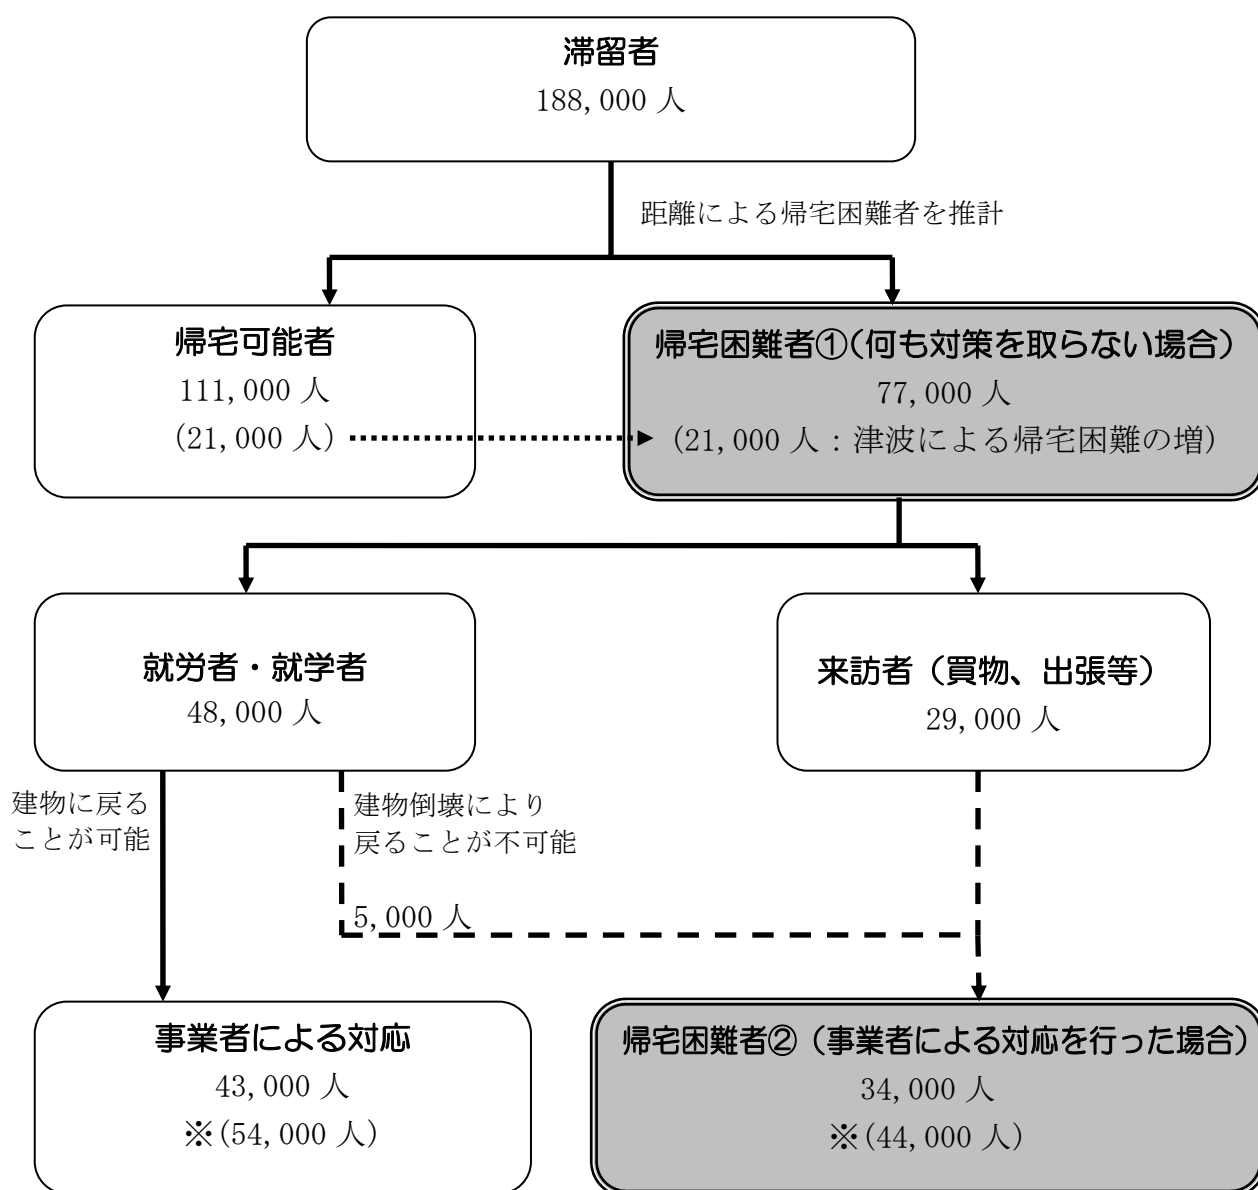 滞留者
188,000 人
距離による帰宅困難者を推計
帰宅可能者
111,000 人
(21,000 人)
帰宅困難者①(何も対策を取らない場合)
77,000 人
(21,000 人：津波による帰宅困難の増)
就労者・就学者
48,000 人
来訪者（買物、出張等）
29,000 人
建物に戻る
ことが可能
建物倒壊により
戻ることが不可能
5,000 人
事業者による対応
43,000 人
※(54,000 人)
帰宅困難者②（事業者による対応を行った場合)
34,000 人
※(44,000 人)